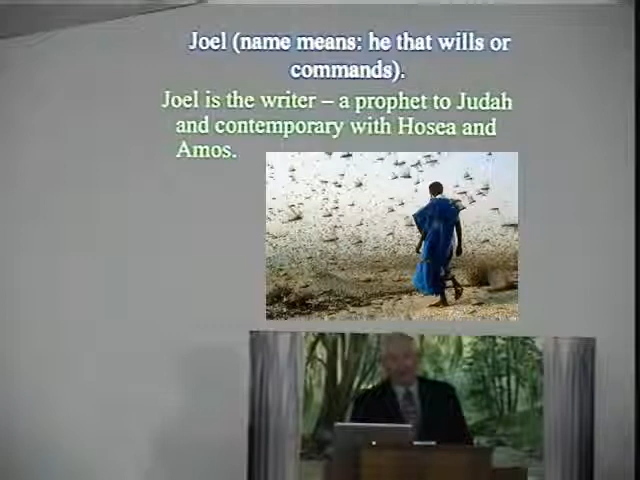 Joel (name means: he that wills or
commands).
Joel is the writer – a prophet to Judah
and contemporary with Hosea and
Amos.